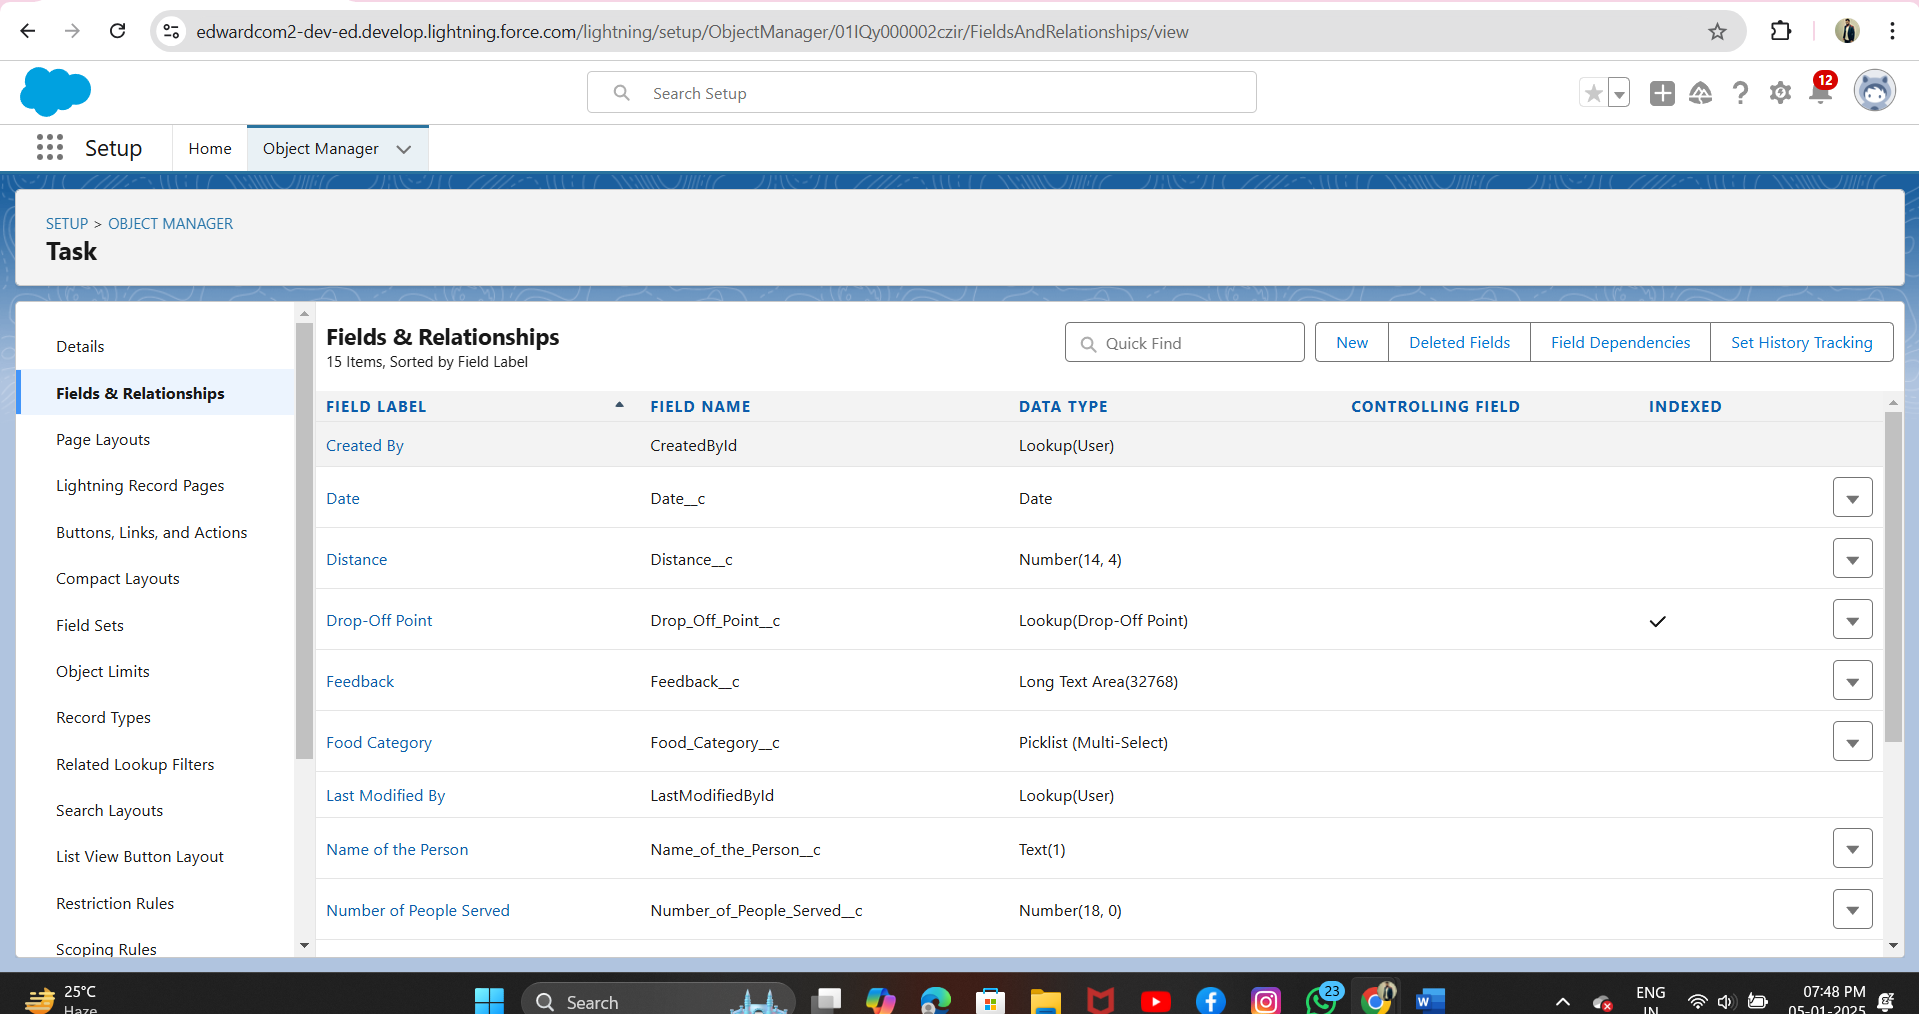 edwardcom2-dev-ed.develop.lightning.force.com/lightning/setup/ObjectManager/01IQy000002czir/FieldsAndRelationships/view
Search Setup
12
Setup
Home
Object Manager
SETUP > OBJECT MANAGER
Task
Details
Fields & Relationships
Page Layouts
Lightning Record Pages
Buttons, Links, and Actions
Compact Layouts
Field Sets
Object Limits
Record Types
Related Lookup Filters
Search Layouts
List View Button Layout
Restriction Rules
Scoping Rules
Fields & Relationships
15 Items, Sorted by Field Label
Quick Find
New
Deleted Fields
Field Dependencies
Set History Tracking
FIELD LABEL FIELD NAME DATA TYPE CONTROLLING FIELD INDEXED
Created By CreatedById Lookup(User)
Date Date__c Date
Distance Distance__c Number(14, 4)
Drop-Off Point Drop_Off_Point__c Lookup(Drop-Off Point)
Feedback Feedback__c Long Text Area(32768)
Food Category Food_Category__c Picklist (Multi-Select)
Last Modified By LastModifiedById Lookup(User)
Name of the Person Name_of_the_Person__c Text(1)
Number of People Served Number_of_People_Served__c Number(18, 0)
25°C
Haze
Search
23
W
ENG
IN
07:48 PM
05-01-2025